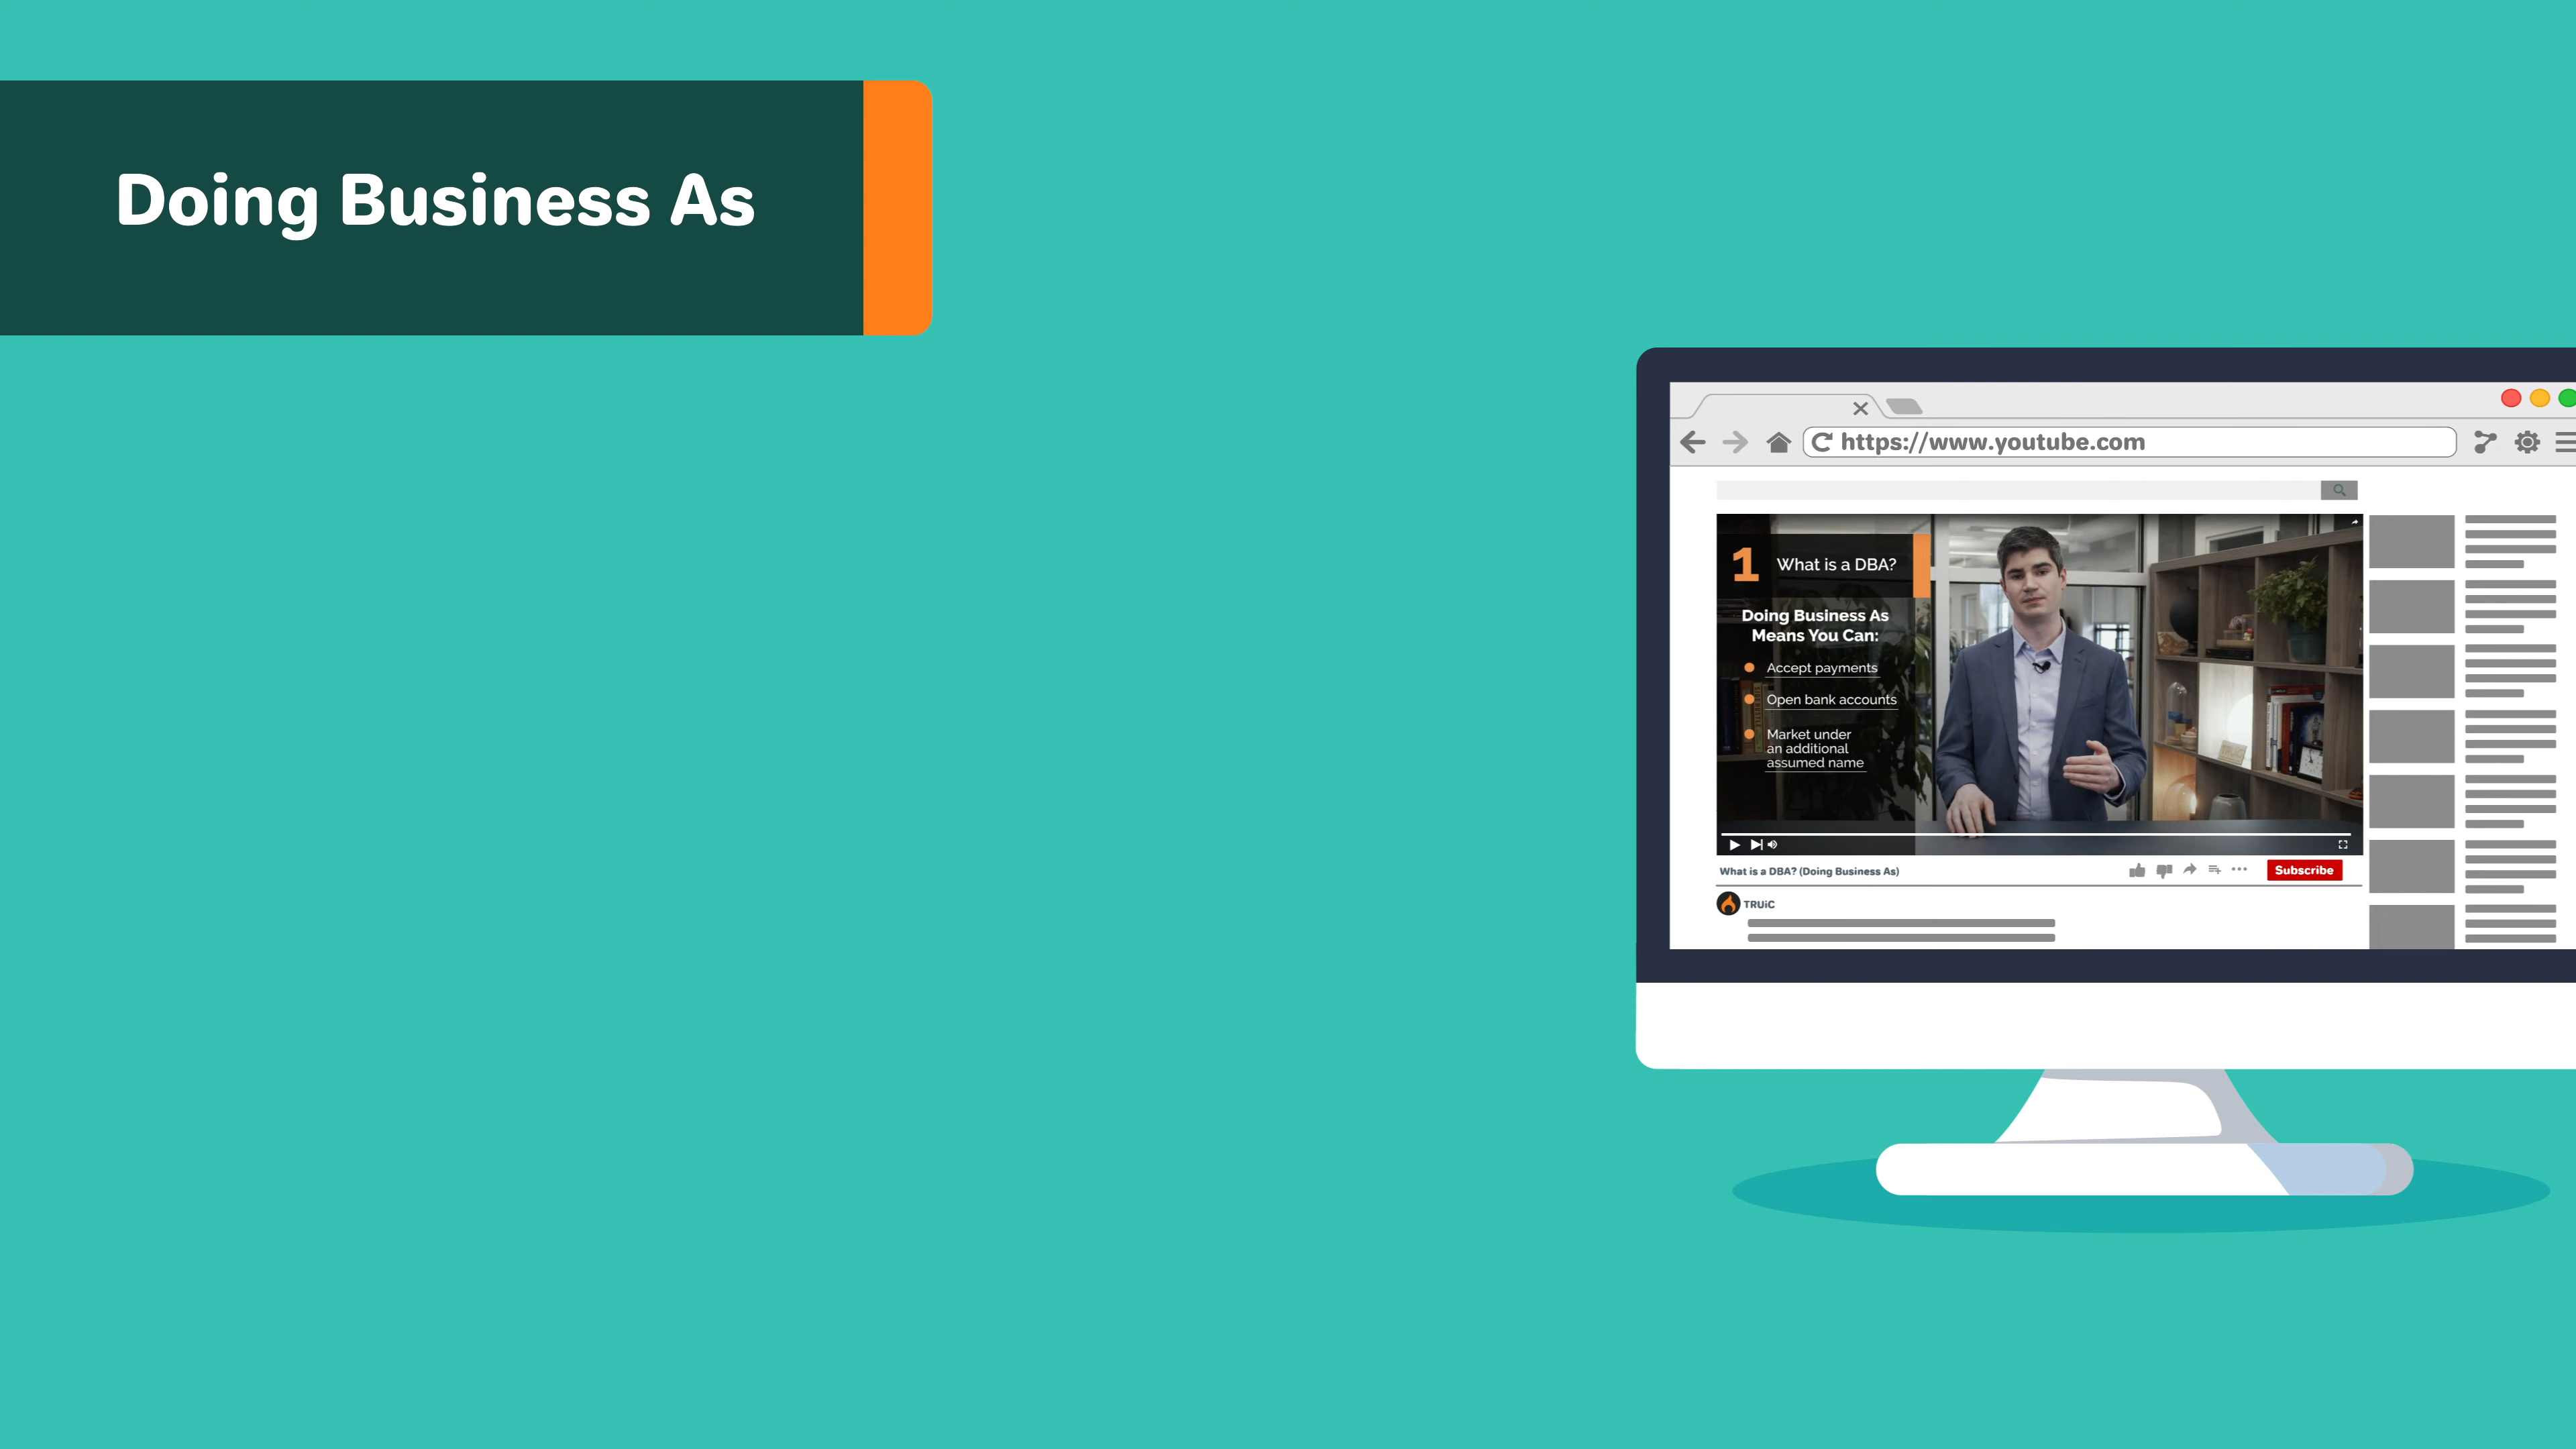 Doing Business As
https://www.youtube.com
1 What is a DBA?
Doing Business As
Means You Can:
Accept payments
Open bank accounts
Market under
an additional
assumed name
What is a DBA? (Doing Business As)
Subscribe
TRUiC